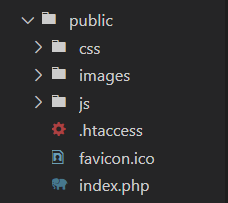 public
css
images
js
.htaccess
favicon.ico
index.php